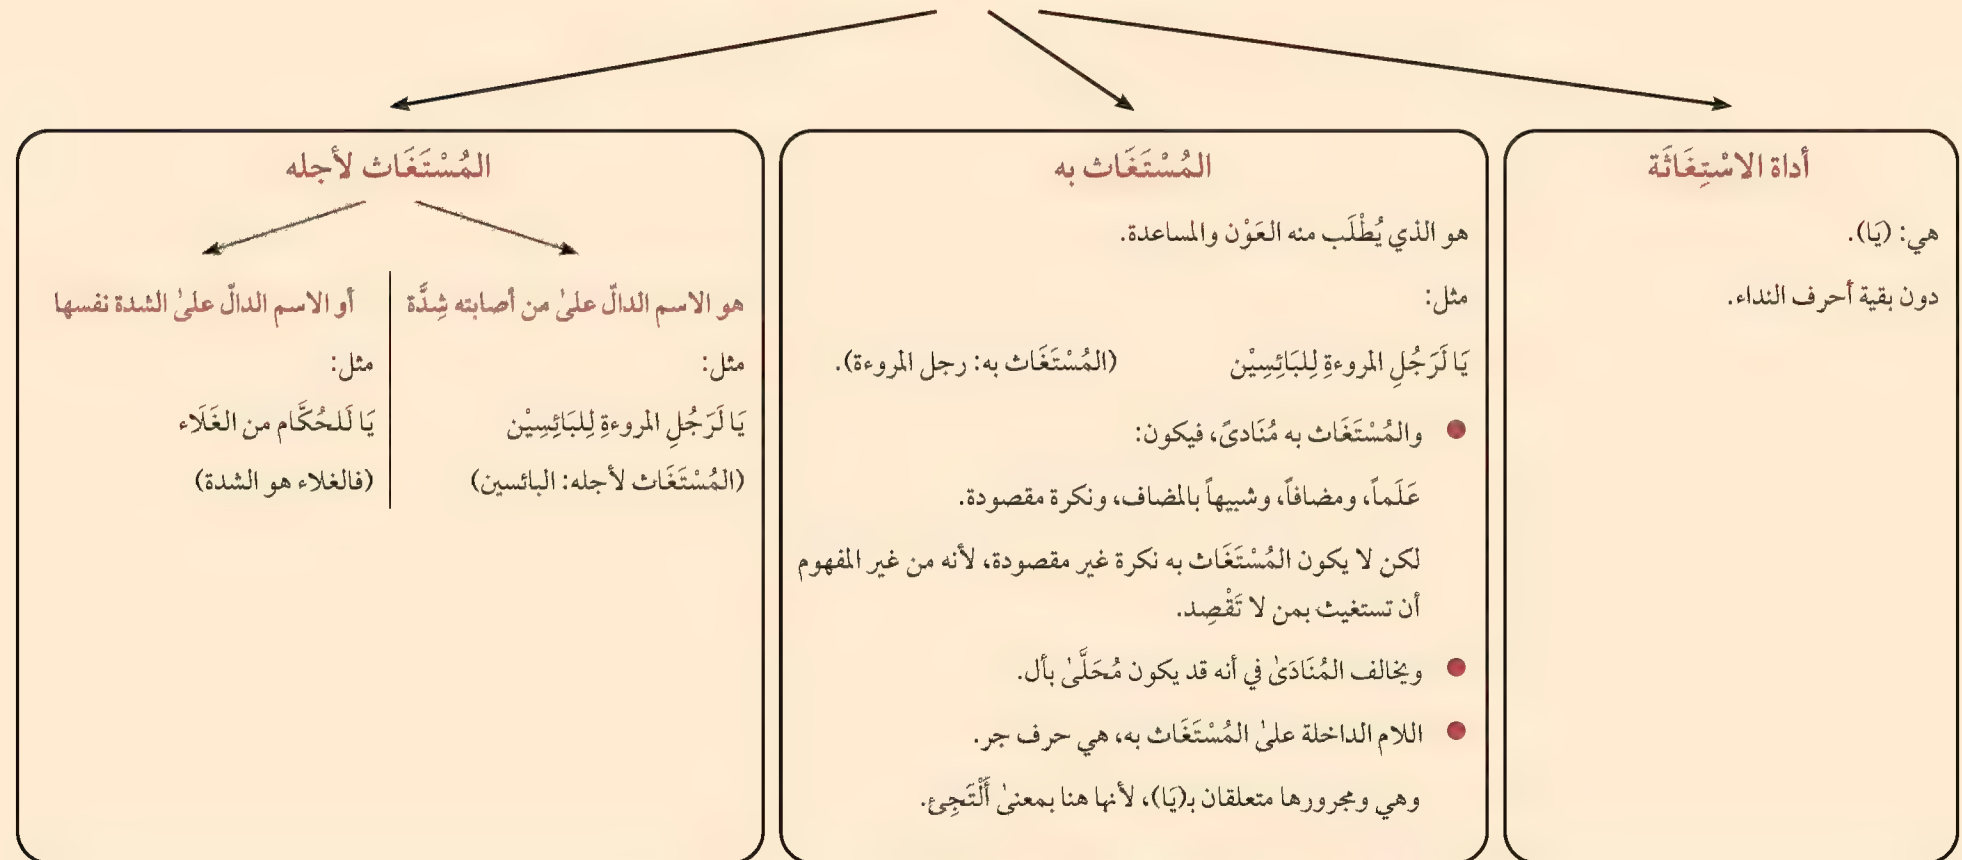 أداة الاسْتِغَاثَة
هي: (يَا).
دون بقية أحرف النداء.
المُسْتَغَاث به
هو الذي يُطْلَب منه العَوْن والمساعدة.
مثل:
يَا لَرَجُلِ المروءةِ لِلبَائِسِيْن (المُسْتَغَاث به: رجل المروءة).
والمُسْتَغَاث به مُنَادىً، فيكون:
عَلَماً، ومضافاً، وشبيهاً بالمضاف، ونكرة مقصودة.
لكن لا يكون المُسْتَغَاث به نكرة غير مقصودة، لأنه من غير المفهوم
أن تستغيث بمن لا تَقْصِد.
ويخالف المُنَادَىٰ في أنه قد يكون مُحَلَّىٰ بأل.
اللام الداخلة علىٰ المُسْتَغَاث به، هي حرف جر.
وهي ومجرورها متعلقان بـ(يَا)، لأنها هنا بمعنىٰ أَلْتَجِئ.
المُسْتَغَاث لأجله
هو الاسم الدالّ علىٰ من أصابته شِدَّة
مثل:
يَا لَرَجُلِ المروءةِ لِلبَائِسِيْن
(المُسْتَغَاث لأجله: البائسين)
أو الاسم الدالّ علىٰ الشدة نفسها
مثل:
يَا لَلحُكَّام من الغَلَاء
(فالغلاء هو الشدة)